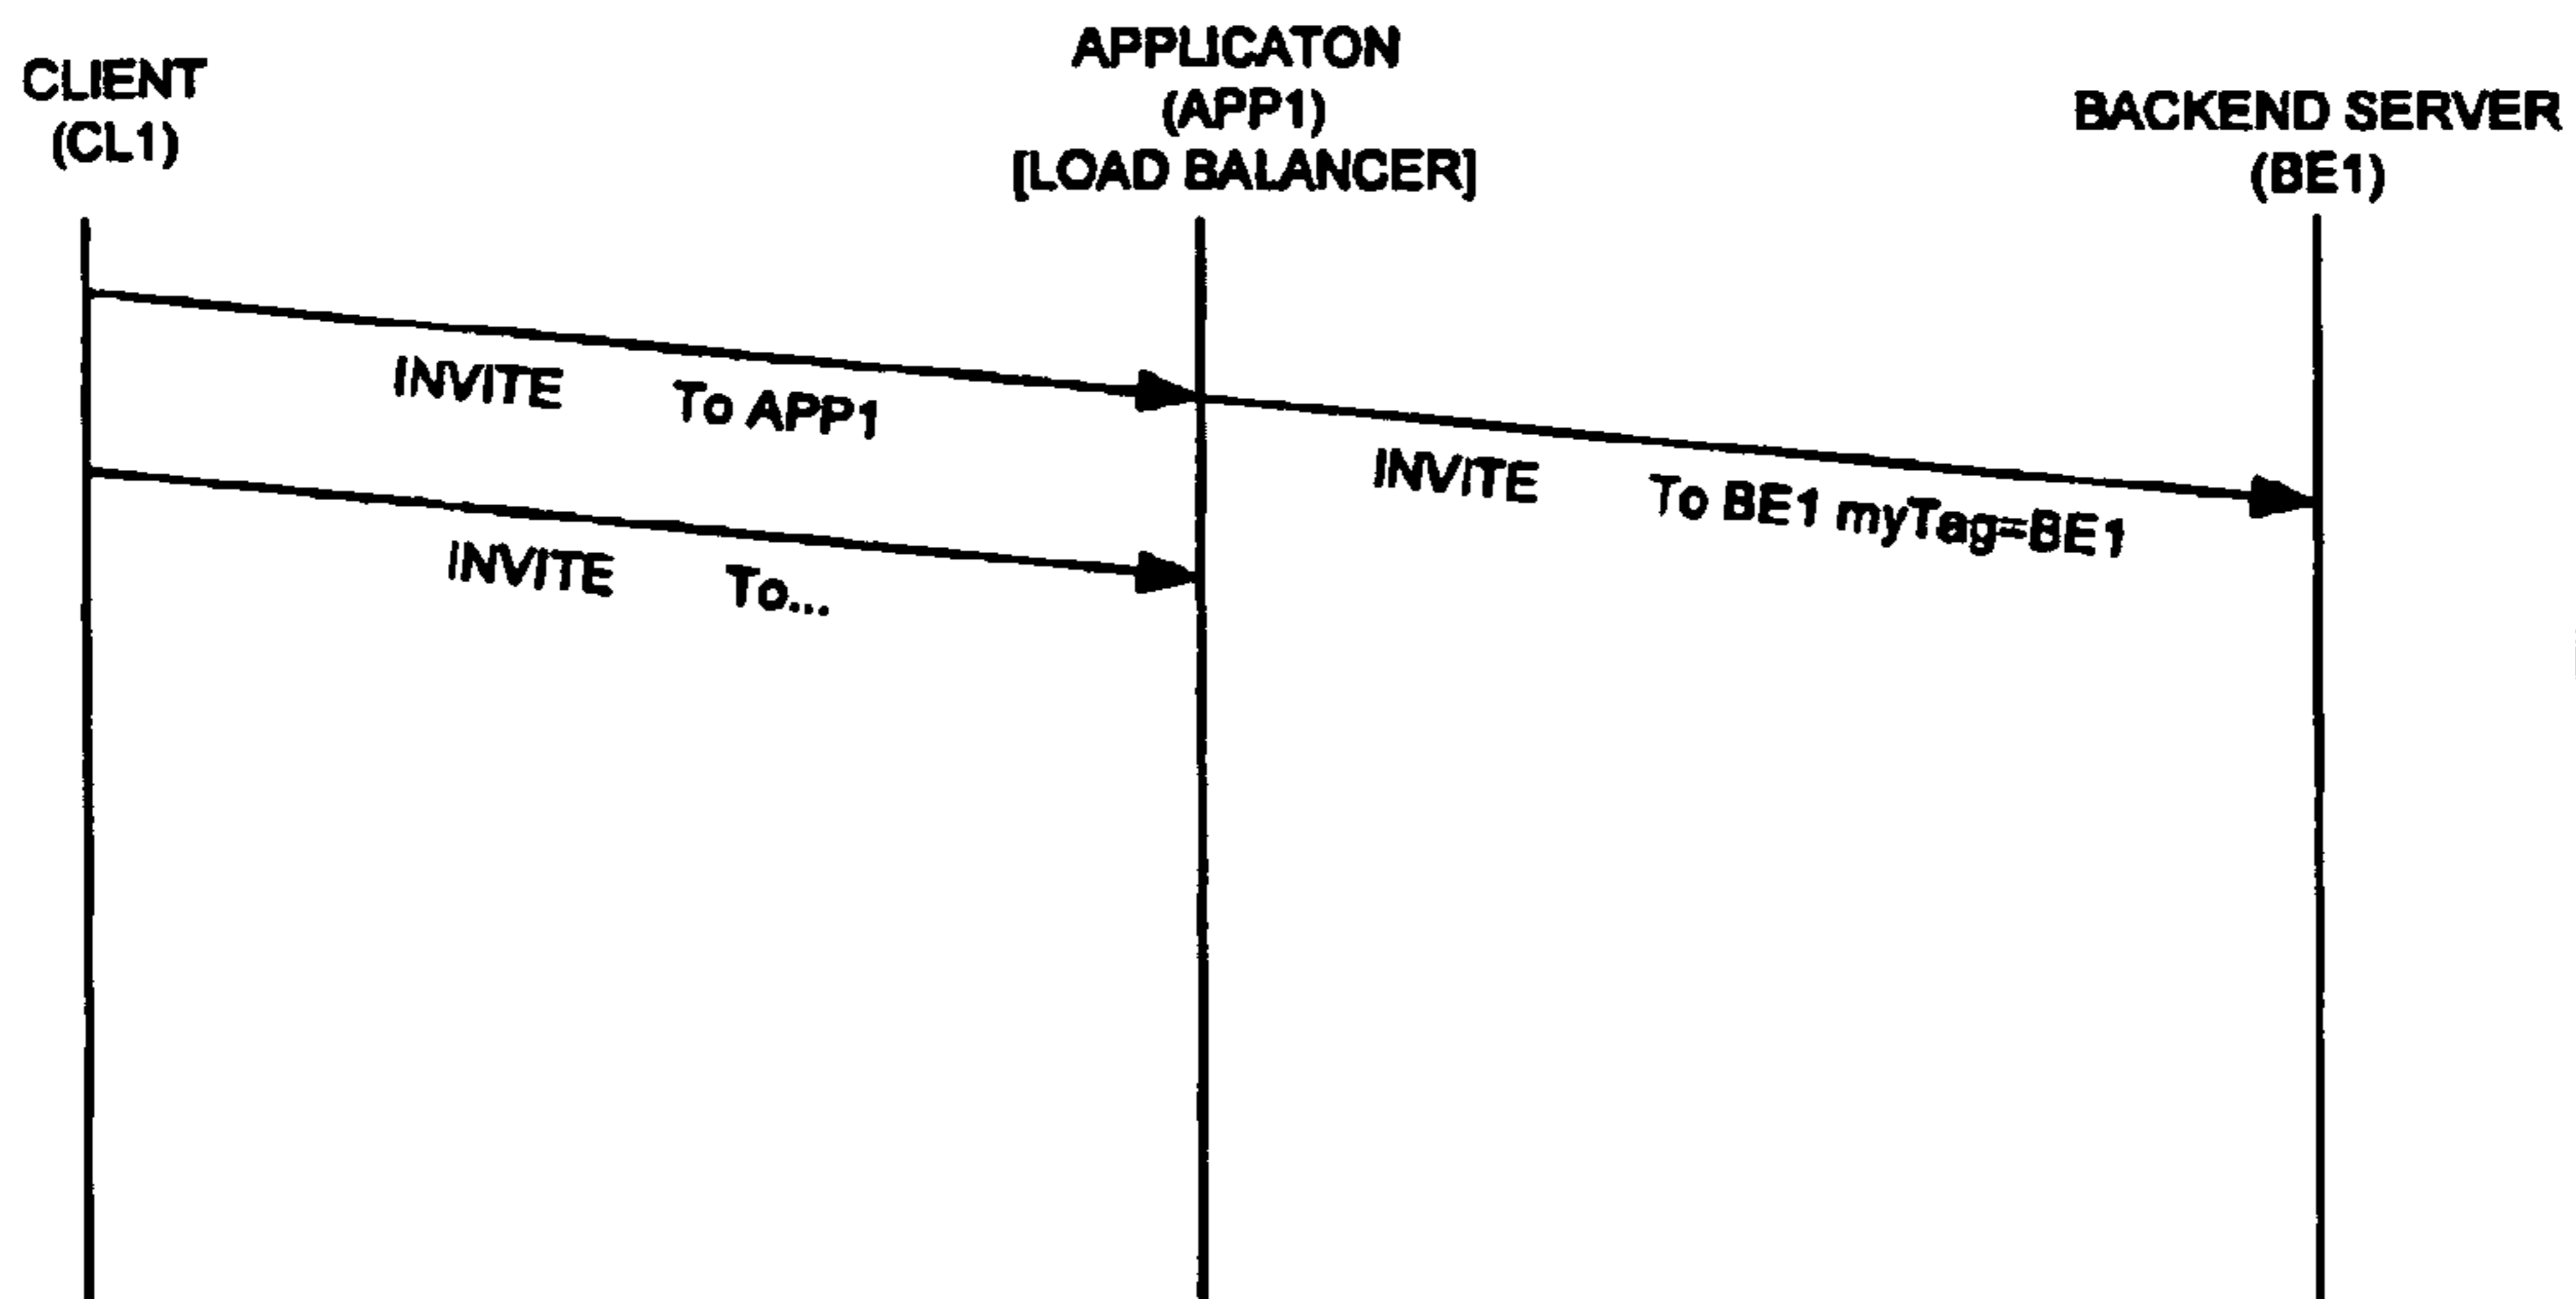 CLIENT
(CL1)
APPLICATON
(APP1)
[LOAD BALANCER]
BACKEND SERVER
(BE1)
INVITE To APP1
INVITE To BE1 myTag=BE1
INVITE To...